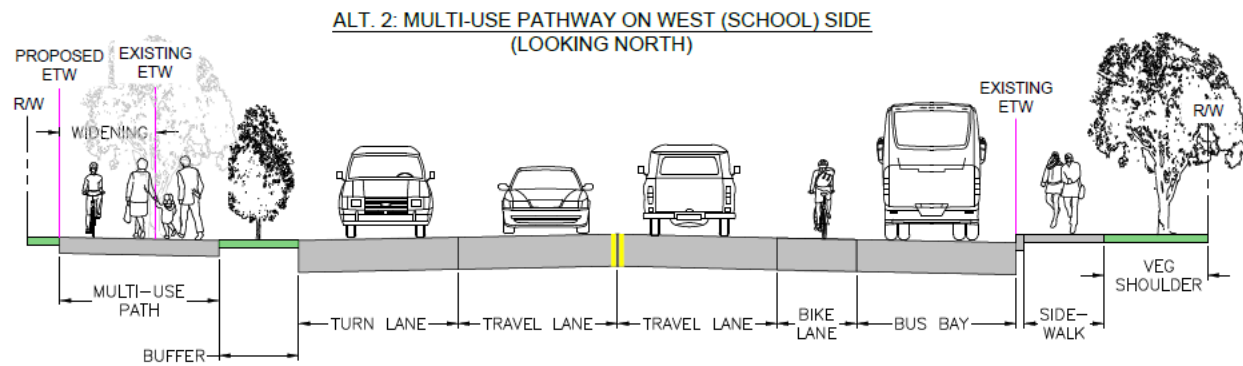 ALT. 2: MULTI-USE PATHWAY ON WEST (SCHOOL) SIDE
(LOOKING NORTH)
PROPOSED
ETW
EXISTING
ETW
R/W
WIDENING
EXISTING
ETW
R/W
MULTI-USE
PATH
BUFFER
TURN LANE
TRAVEL LANE
TRAVEL LANE
BIKE
LANE
BUS BAY
SIDE-
WALK
VEG
SHOULDER